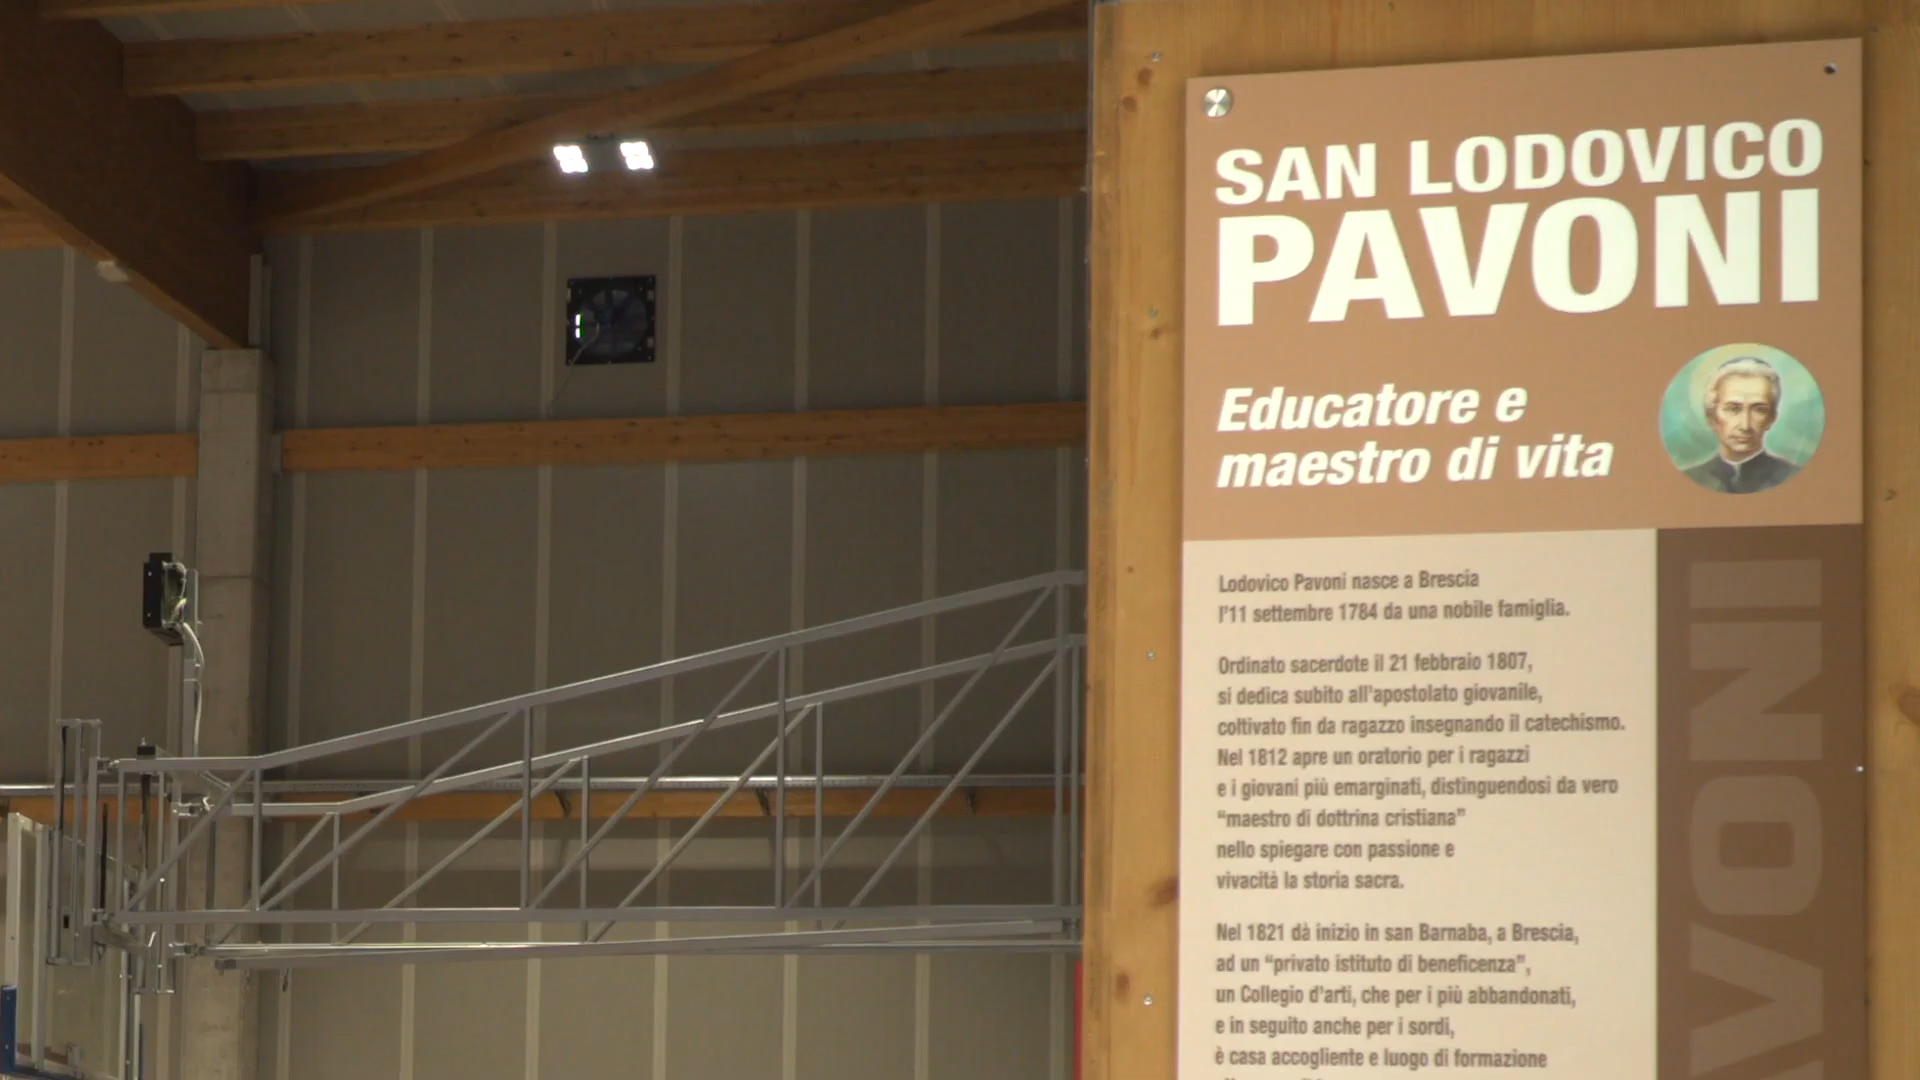 SAN LODOVICO
PAVONI
Educatore e
maestro di vita
Lodovico Pavoni nasce a Brescia
l'11 settembre 1784 da una nobile famiglia.
Ordinato sacerdote il 21 febbraio 1807,
si dedica subito all'apostolato giovanile,
coltivato fin da ragazzo insegnando il catechismo.
Nel 1812 apre un oratorio per i ragazzi
e i giovani più emarginati, distinguendosi da vero
“maestro di dottrina cristiana”
nello spiegare con passione e
vivacità la storia sacra.
Nel 1821 dà inizio in san Barnaba, a Brescia,
ad un “privato istituto di beneficenza”,
un Collegio d'arti, che per i più abbandonati,
e in seguito anche per i sordi,
è casa accogliente e luogo di formazione
AVONI